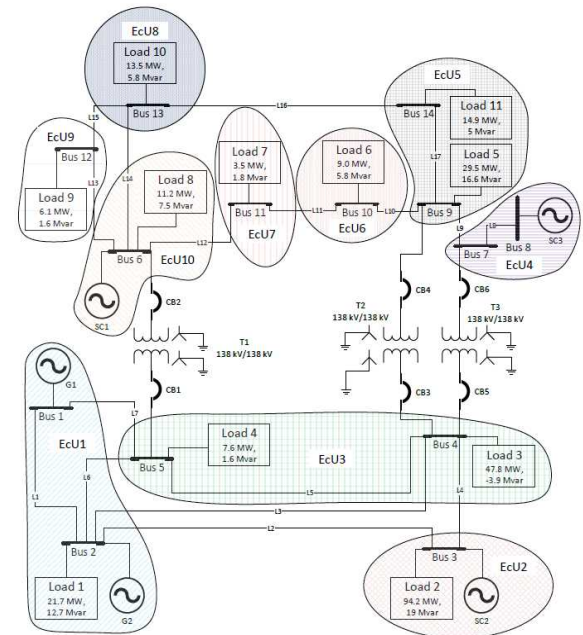 EcU8
Load 10
13.5 MW,
5.8 Mvar
Bus 13
L15
L16
EcU5
Load 11
14.9 MW,
5 Mvar
Bus 14
L17
Load 5
29.5 MW,
16.6 Mvar
Bus 9
EcU9
Bus 12
L13
L14
Load 9
6.1 MW,
1.6 Mvar
Load 8
11.2 MW,
7.5 Mvar
Bus 6
EcU10
SC1
L12
Load 7
3.5 MW,
1.8 Mvar
Bus 11
EcU7
L11
Load 6
9.0 MW,
5.8 Mvar
Bus 10
EcU6
L10
L9
L8
Bus 7
Bus 8
SC3
EcU4
CB2
CB4
CB6
T1
138 kV/138 kV
T2
138 kV/138 kV
T3
138 kV/138 kV
CB1
CB3
CB5
G1
Bus 1
EcU1
L7
Load 4
7.6 MW,
1.6 Mvar
EcU3
Bus 5
Bus 4
Load 3
47.8 MW,
-3.9 Mvar
L6
L5
L4
L1
L3
L2
Bus 2
Load 1
21.7 MW,
12.7 Mvar
G2
Bus 3
EcU2
Load 2
94.2 MW,
19 Mvar
SC2